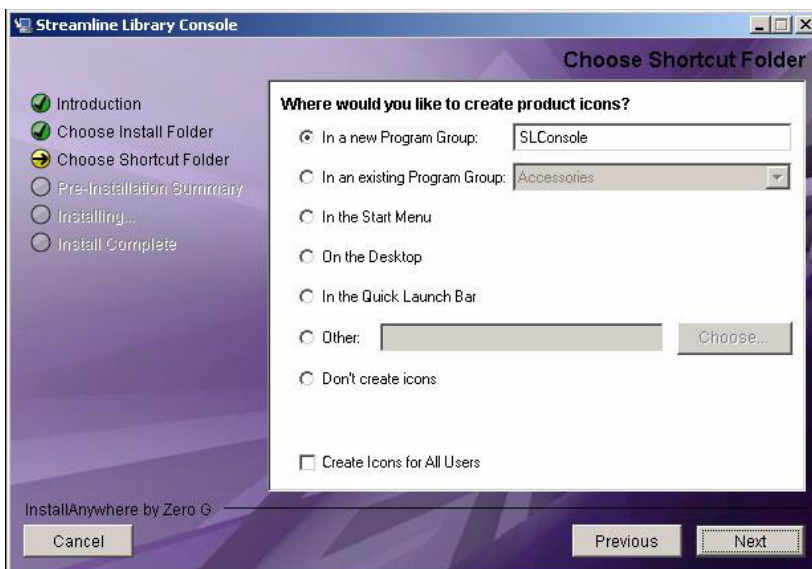 Streamline Library Console
Choose Shortcut Folder
Introduction
Choose Install Folder
Choose Shortcut Folder
Pre-Installation Summary
Installing...
Install Complete
Where would you like to create product icons?
In a new Program Group: SLConsole
In an existing Program Group: Accessories
In the Start Menu
On the Desktop
In the Quick Launch Bar
Other: Choose...
Don't create icons
Create Icons for All Users
InstallAnywhere by Zero G
Cancel Previous Next